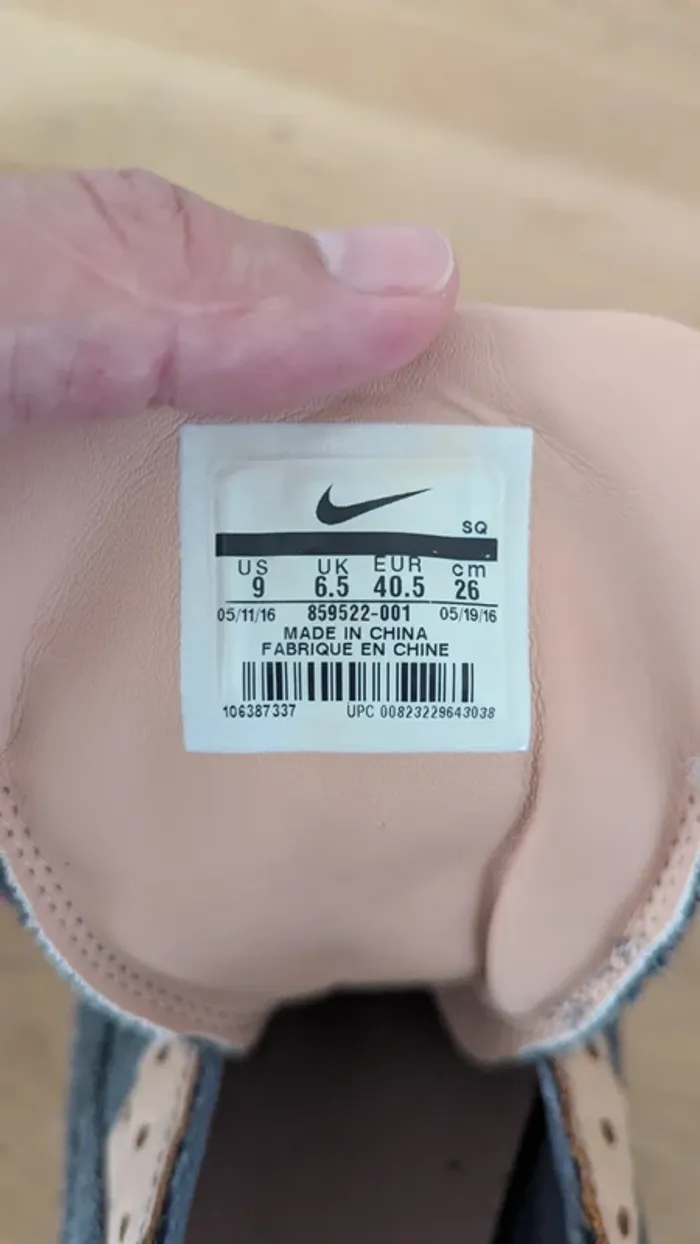 SQ
US UK EUR cm
9 6.5 40.5 26
05/11/16 859522-001 05/19/16
MADE IN CHINA
FABRIQUE EN CHINE
106387337 UPC 00823229643038